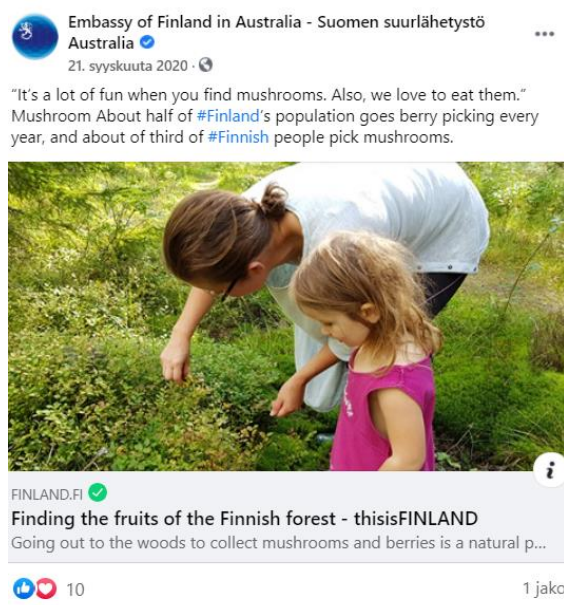 Embassy of Finland in Australia - Suomen suurlähetystö
Australia
21. syyskuuta 2020 ·
“It’s a lot of fun when you find mushrooms. Also, we love to eat them.“
Mushroom About half of #Finland’s population goes berry picking every
year, and about of third of #Finnish people pick mushrooms.
FINLAND.FI
Finding the fruits of the Finnish forest - thisisFINLAND
Going out to the woods to collect mushrooms and berries is a natural p...
10
1 jako